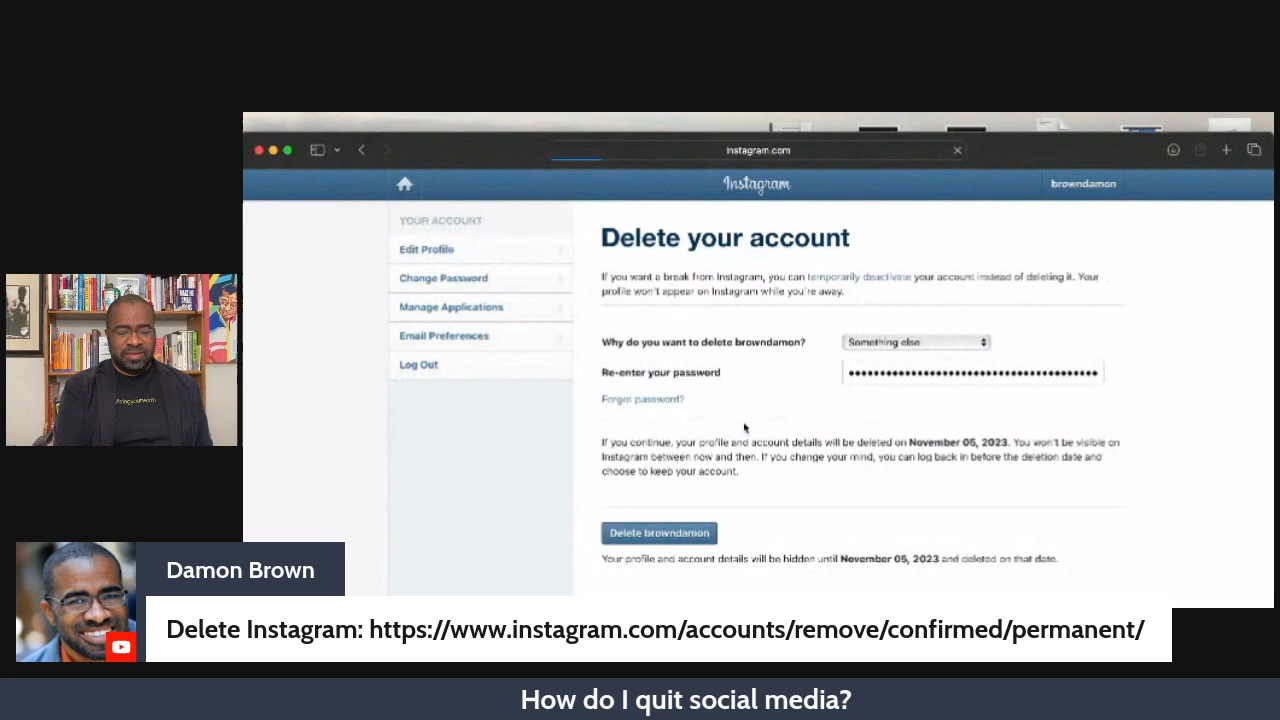 instagram.com
Instagram
browndamon
YOUR ACCOUNT
Edit Profile
Change Password
Manage Applications
Email Preferences
Log Out
Delete your account
If you want a break from Instagram, you can temporarily deactivate your account instead of deleting it. Your
profile won't appear on Instagram while you're away.
Why do you want to delete browndamon?
Something else
Re-enter your password
••••••••••••••••••••••••••••••••••••••••
Forgot password?
If you continue, your profile and account details will be deleted on November 05, 2023. You won't be visible on
Instagram between now and then. If you change your mind, you can log back in before the deletion date and
choose to keep your account.
Delete browndamon
Your profile and account details will be hidden until November 05, 2023 and deleted on that date.
Damon Brown
Delete Instagram: https://www.instagram.com/accounts/remove/confirmed/permanent/
How do I quit social media?